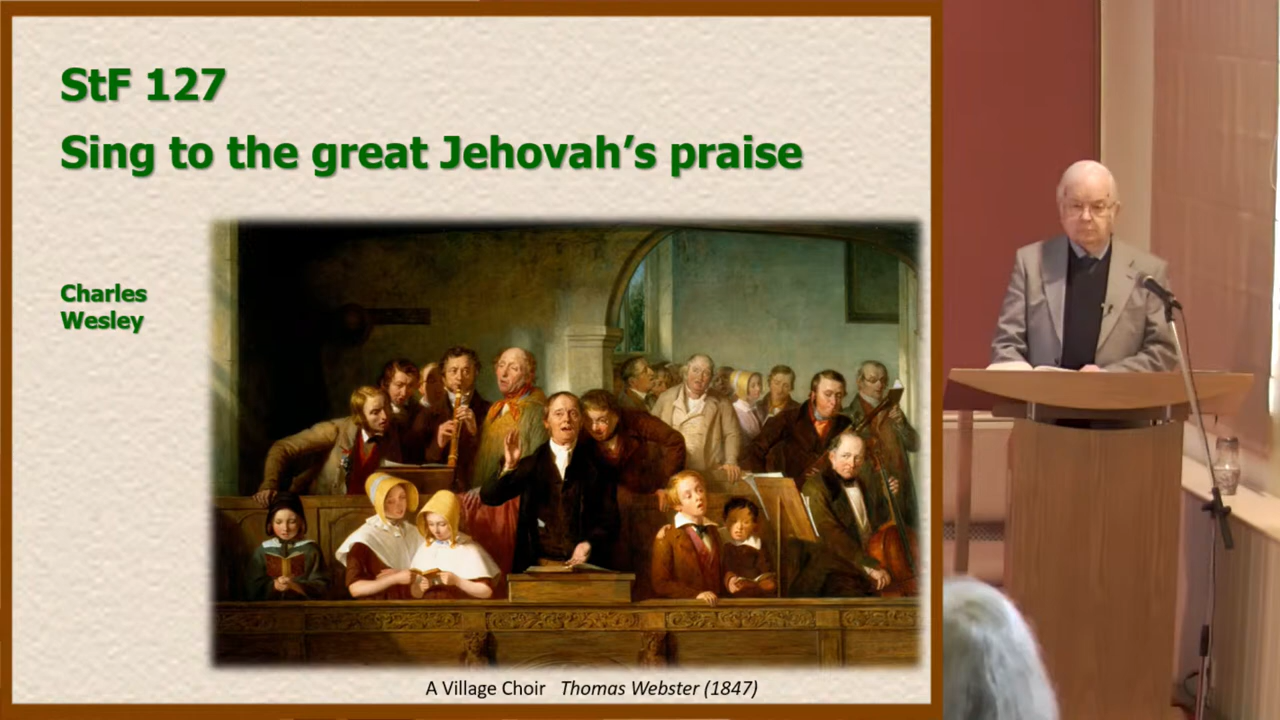 StF 127
Sing to the great Jehovah’s praise
Charles
Wesley
A Village Choir Thomas Webster (1847)